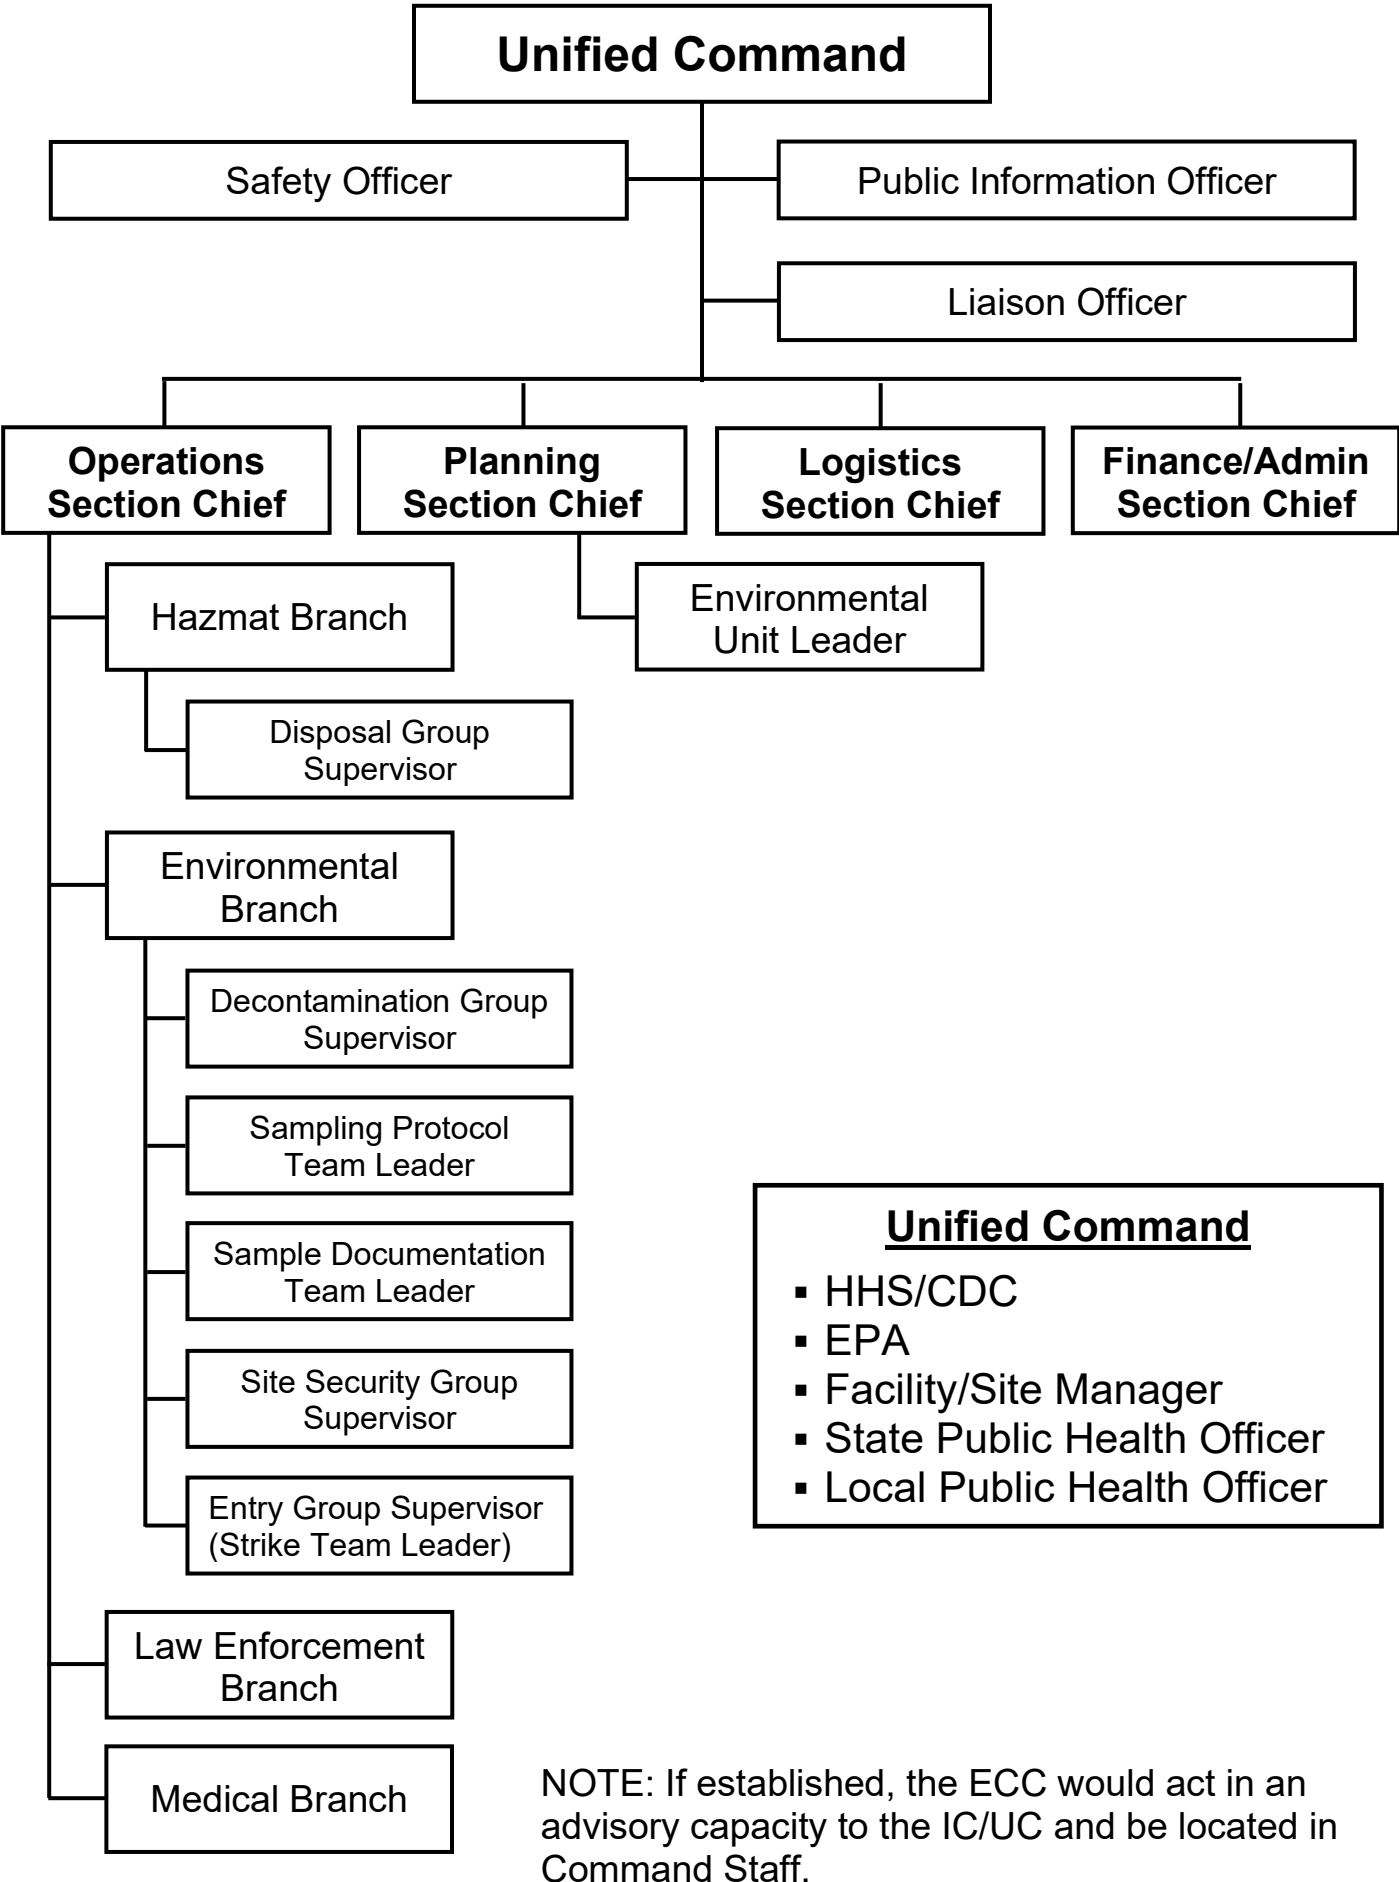 Unified Command
Safety Officer
Public Information Officer
Liaison Officer
Operations
Section Chief
Planning
Section Chief
Logistics
Section Chief
Finance/Admin
Section Chief
Hazmat Branch
Environmental
Unit Leader
Disposal Group
Supervisor
Environmental
Branch
Decontamination Group
Supervisor
Sampling Protocol
Team Leader
Sample Documentation
Team Leader
Site Security Group
Supervisor
Entry Group Supervisor
(Strike Team Leader)
Law Enforcement
Branch
Medical Branch
Unified Command
▪ HHS/CDC
▪ EPA
▪ Facility/Site Manager
▪ State Public Health Officer
▪ Local Public Health Officer
NOTE: If established, the ECC would act in an
advisory capacity to the IC/UC and be located in
Command Staff.